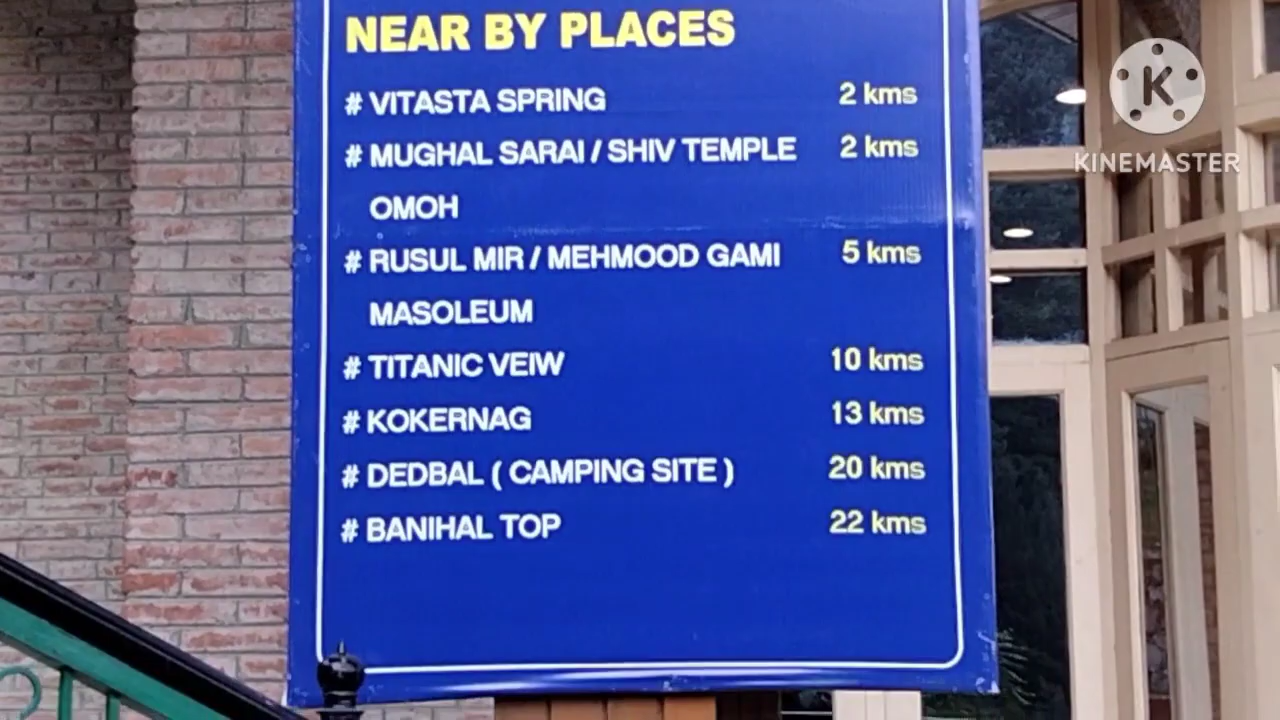 NEAR BY PLACES
# VITASTA SPRING 2 kms
# MUGHAL SARAI / SHIV TEMPLE 2 kms
OMOH
# RUSUL MIR / MEHMOOD GAMI 5 kms
MASOLEUM
# TITANIC VEIW 10 kms
# KOKERNAG 13 kms
# DEDBAL ( CAMPING SITE ) 20 kms
# BANIHAL TOP 22 kms
K
KINEMASTER